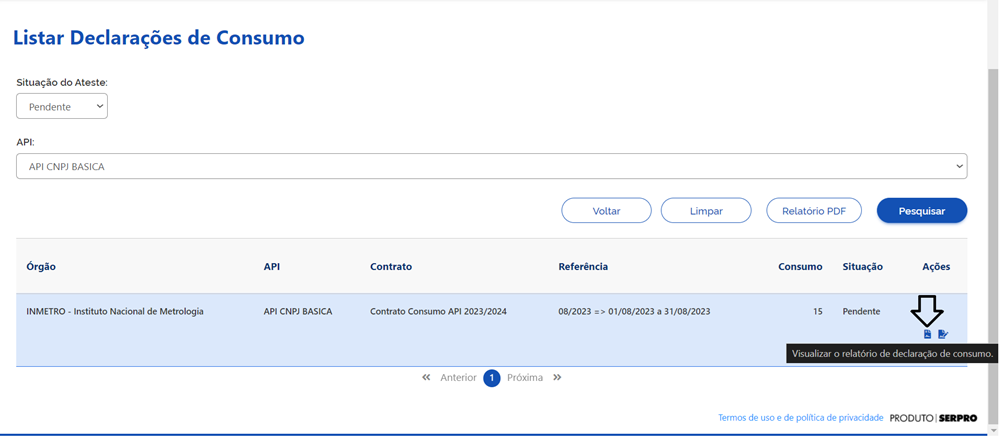 Listar Declarações de Consumo
Situação do Ateste:
Pendente
API:
API CNPJ BASICA
Voltar Limpar Relatório PDF Pesquisar
Órgão API Contrato Referência Consumo Situação Ações
INMETRO - Instituto Nacional de Metrologia API CNPJ BASICA Contrato Consumo API 2023/2024 08/2023 => 01/08/2023 a 31/08/2023 15 Pendente
Visualizar o relatório de declaração de consumo.
« Anterior 1 Próxima »
Termos de uso e de política de privacidade PRODUTO | SERPRO